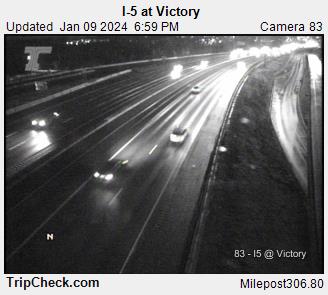 I-5 at Victory
Updated Jan 09 2024 6:59 PM Camera 83
T
N
83 - I5 @ Victory
TripCheck.com Milepost306.80